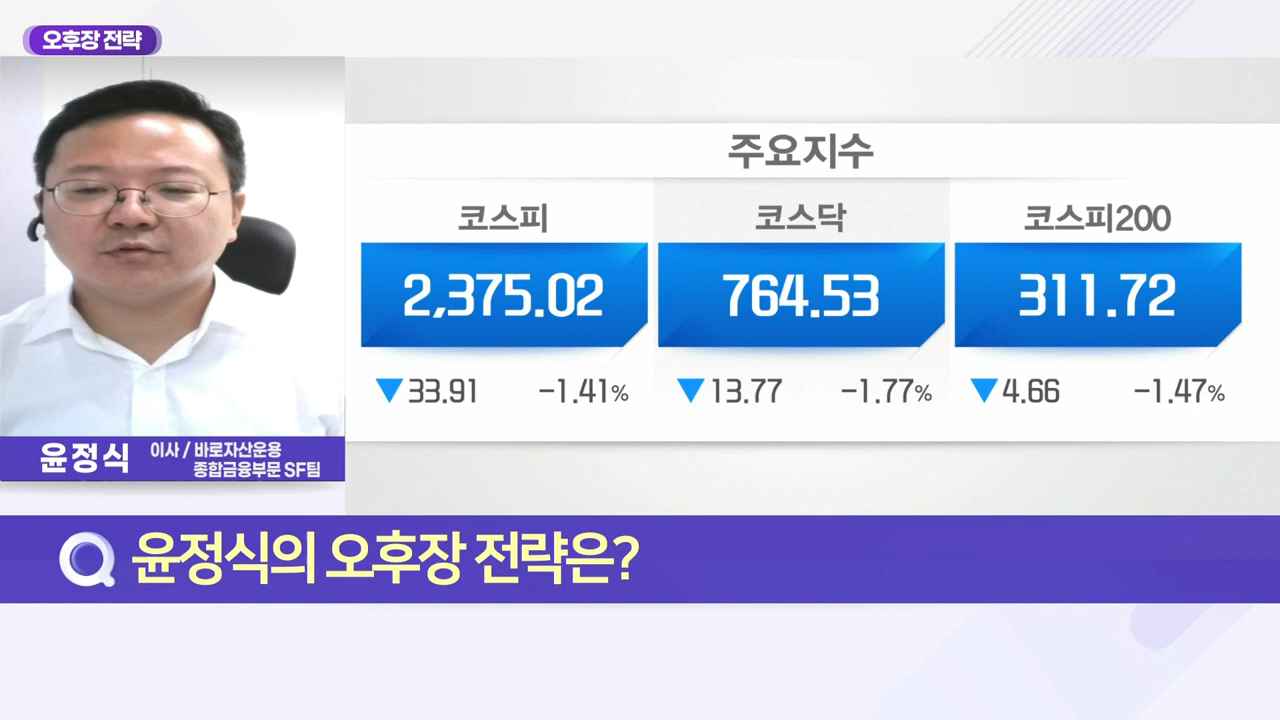 오후장 전략
주요지수
코스피
코스닥
코스피200
2,375.02
764.53
311.72
▼33.91 -1.41%
▼13.77 -1.77%
▼4.66 -1.47%
윤정식
이사 / 바로자산운용
종합금융부문 SF팀
Q 윤정식의 오후장 전략은?